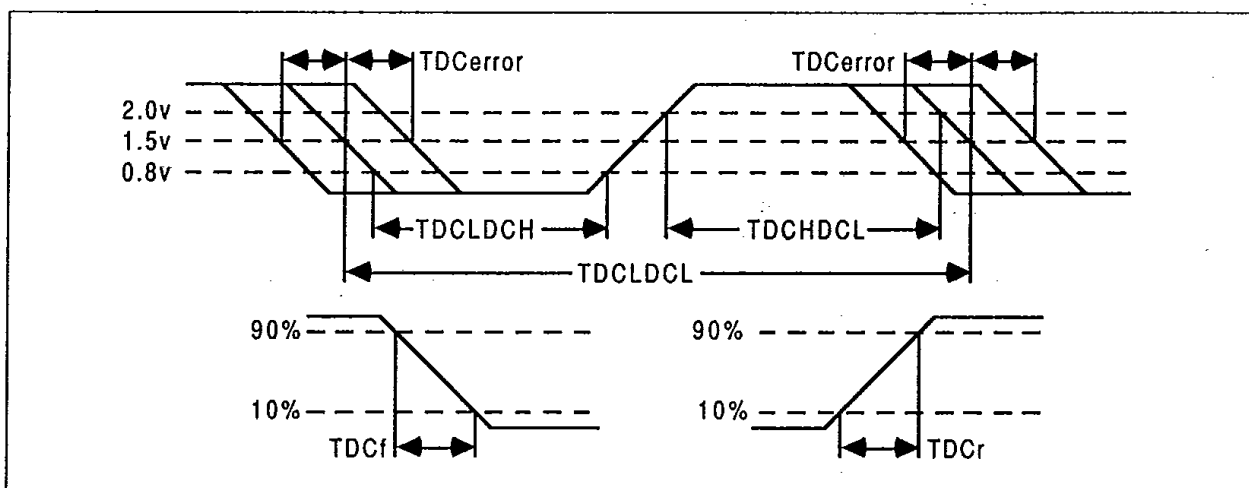 TDCerror TDCerror
2.0v
1.5v
0.8v
TDCLDCH TDCHDCL
TDCLDCL
90% 90%
10% 10%
TDCf TDCr